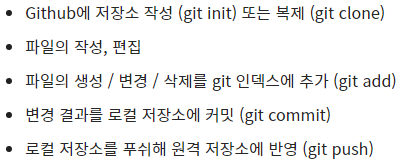 • Github에 저장소 작성 (git init) 또는 복제 (git clone)
• 파일의 작성, 편집
• 파일의 생성 / 변경 / 삭제를 git 인덱스에 추가 (git add)
• 변경 결과를 로컬 저장소에 커밋 (git commit)
• 로컬 저장소를 푸쉬해 원격 저장소에 반영 (git push)